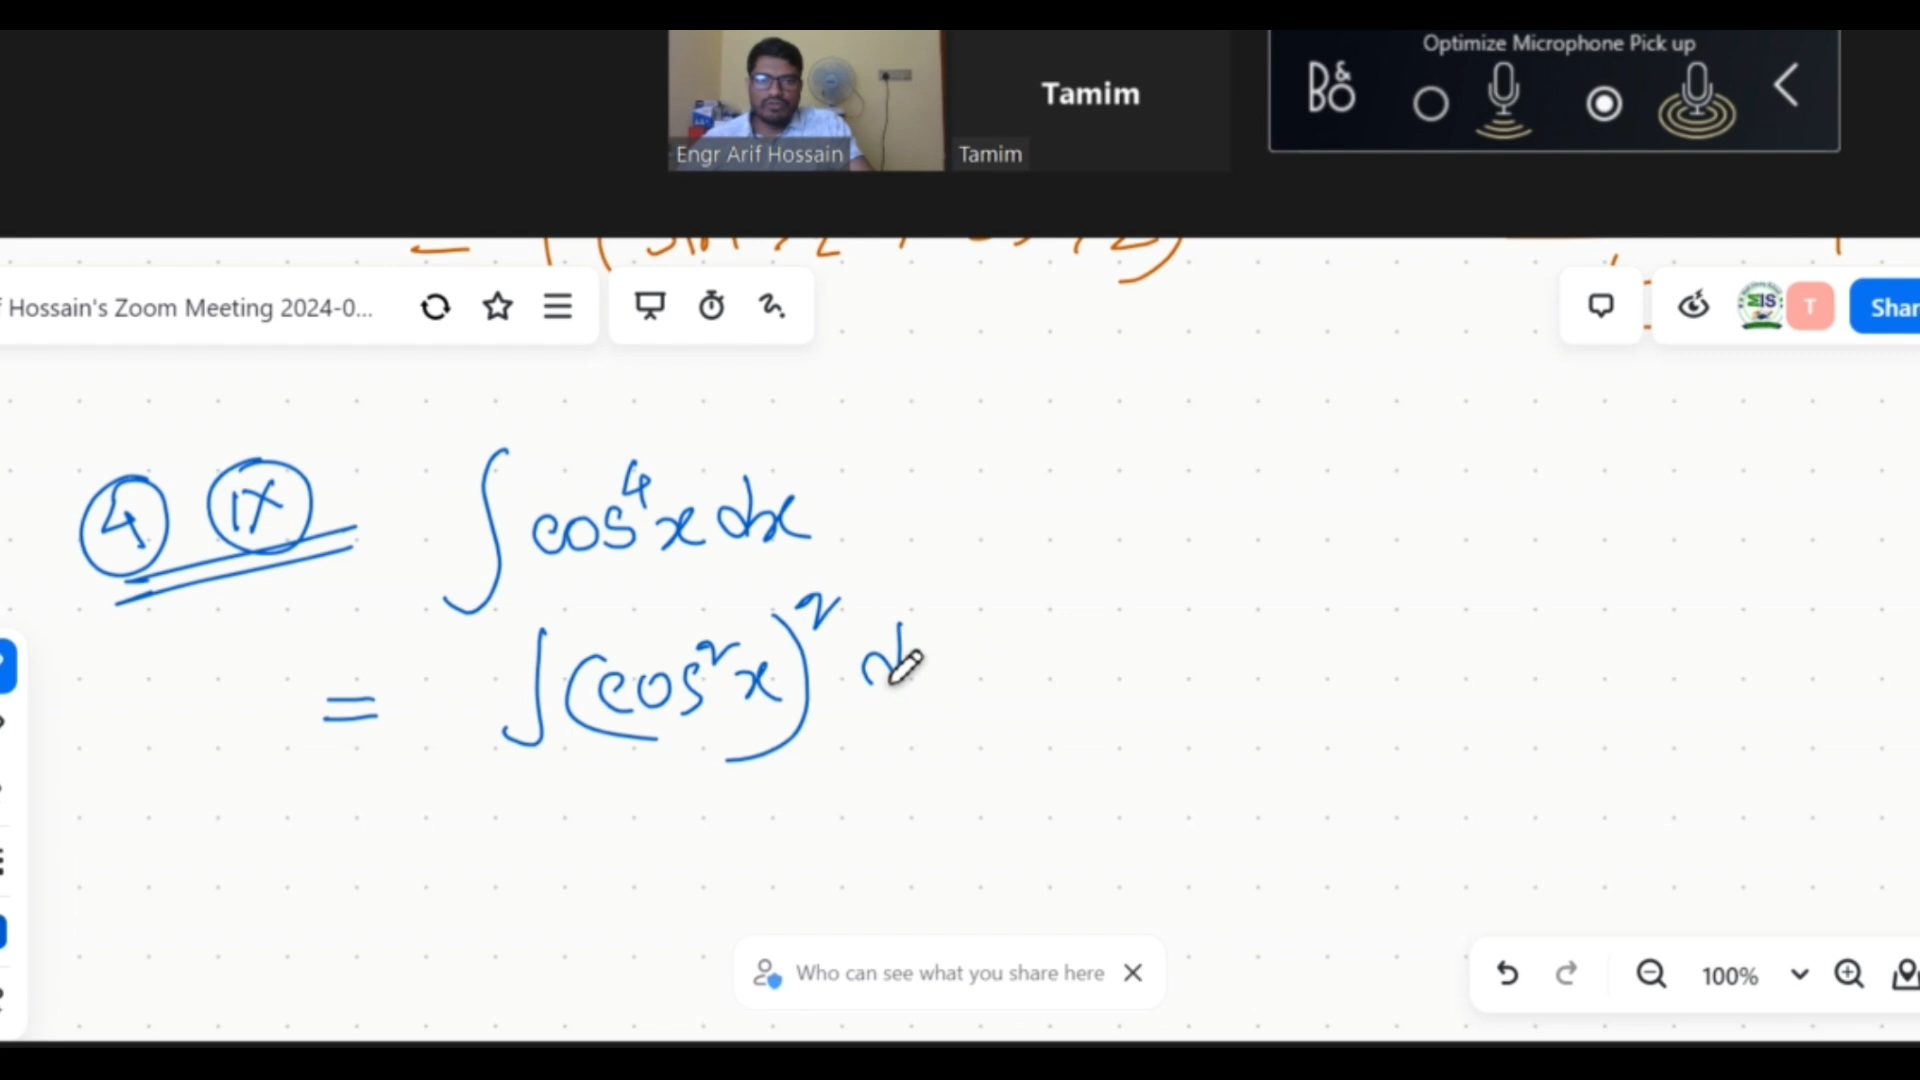 Optimize Microphone Pick up
B&O
Tamim
Engr Arif Hossain
Tamim
f Hossain's Zoom Meeting 2024-0...
T
Shar
4 ix ∫ cos⁴x dx
= ∫(cos²x)² d
Who can see what you share here
100%